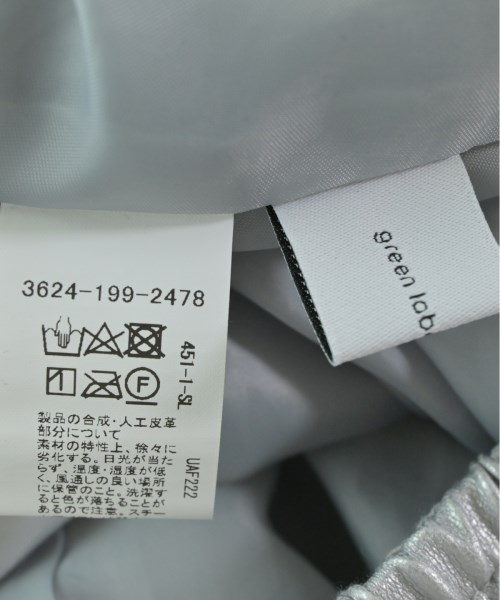 3624-199-2478
451-1-SL
製品の合成・人工皮革
部分について
素材の特性上、徐々に
劣化する。日光が当た
らず、温度・湿度が低
く、風通しの良い場所
に保管のこと。洗濯す
ると色が落ちることが
あるので注意。スチー
UAF222
green lab